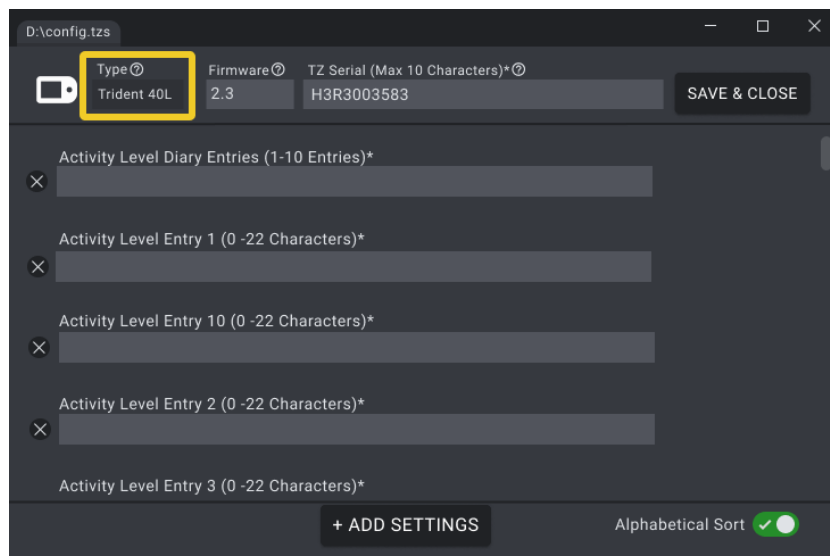 D:\config.tzs
Type
Firmware
TZ Serial (Max 10 Characters)*
Trident 40L
2.3
H3R3003583
SAVE & CLOSE
Activity Level Diary Entries (1-10 Entries)*
Activity Level Entry 1 (0 -22 Characters)*
Activity Level Entry 10 (0 -22 Characters)*
Activity Level Entry 2 (0 -22 Characters)*
Activity Level Entry 3 (0 -22 Characters)*
+ ADD SETTINGS
Alphabetical Sort